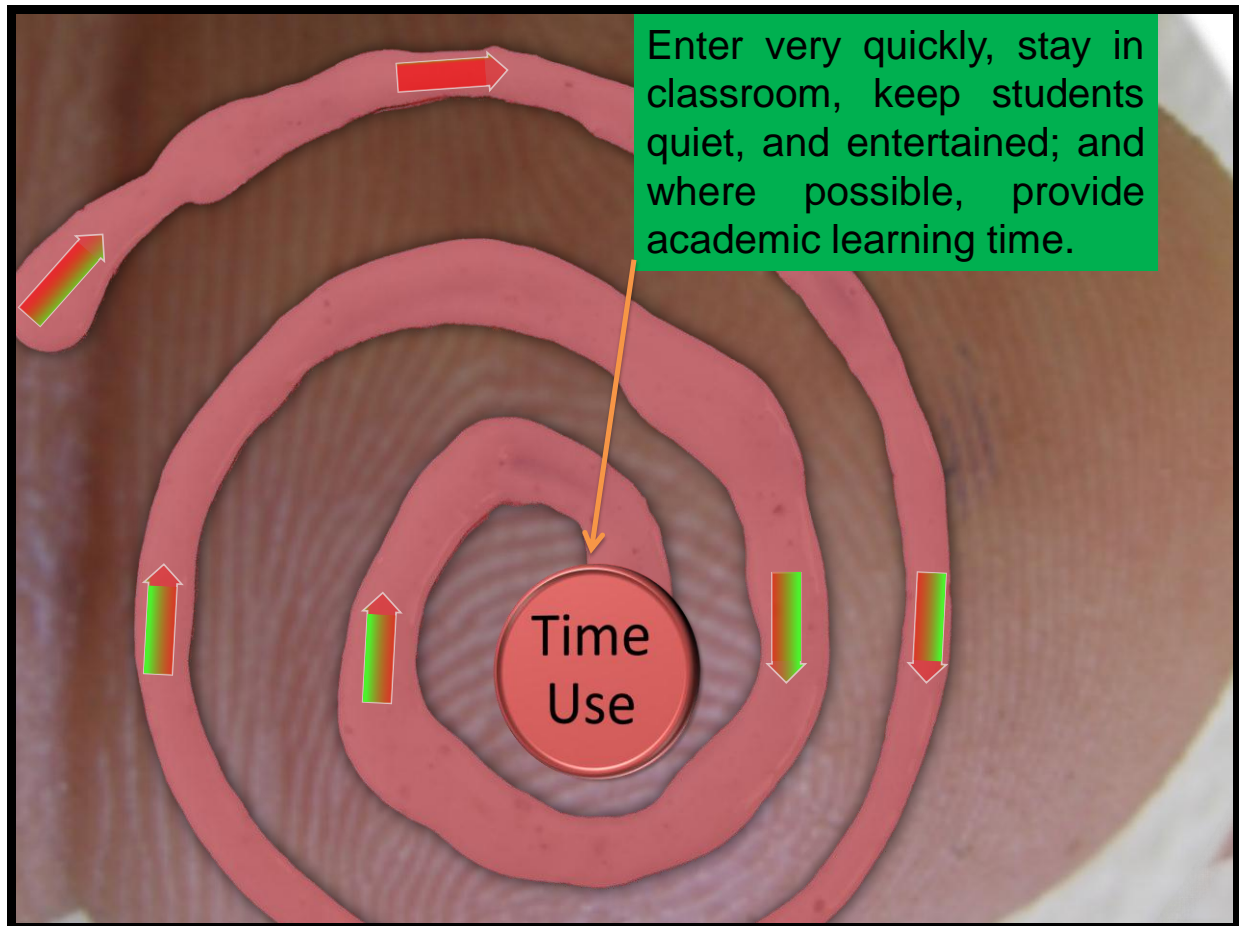 Enter very quickly, stay in
classroom, keep students
quiet, and entertained; and
where possible, provide
academic learning time.
Time
Use